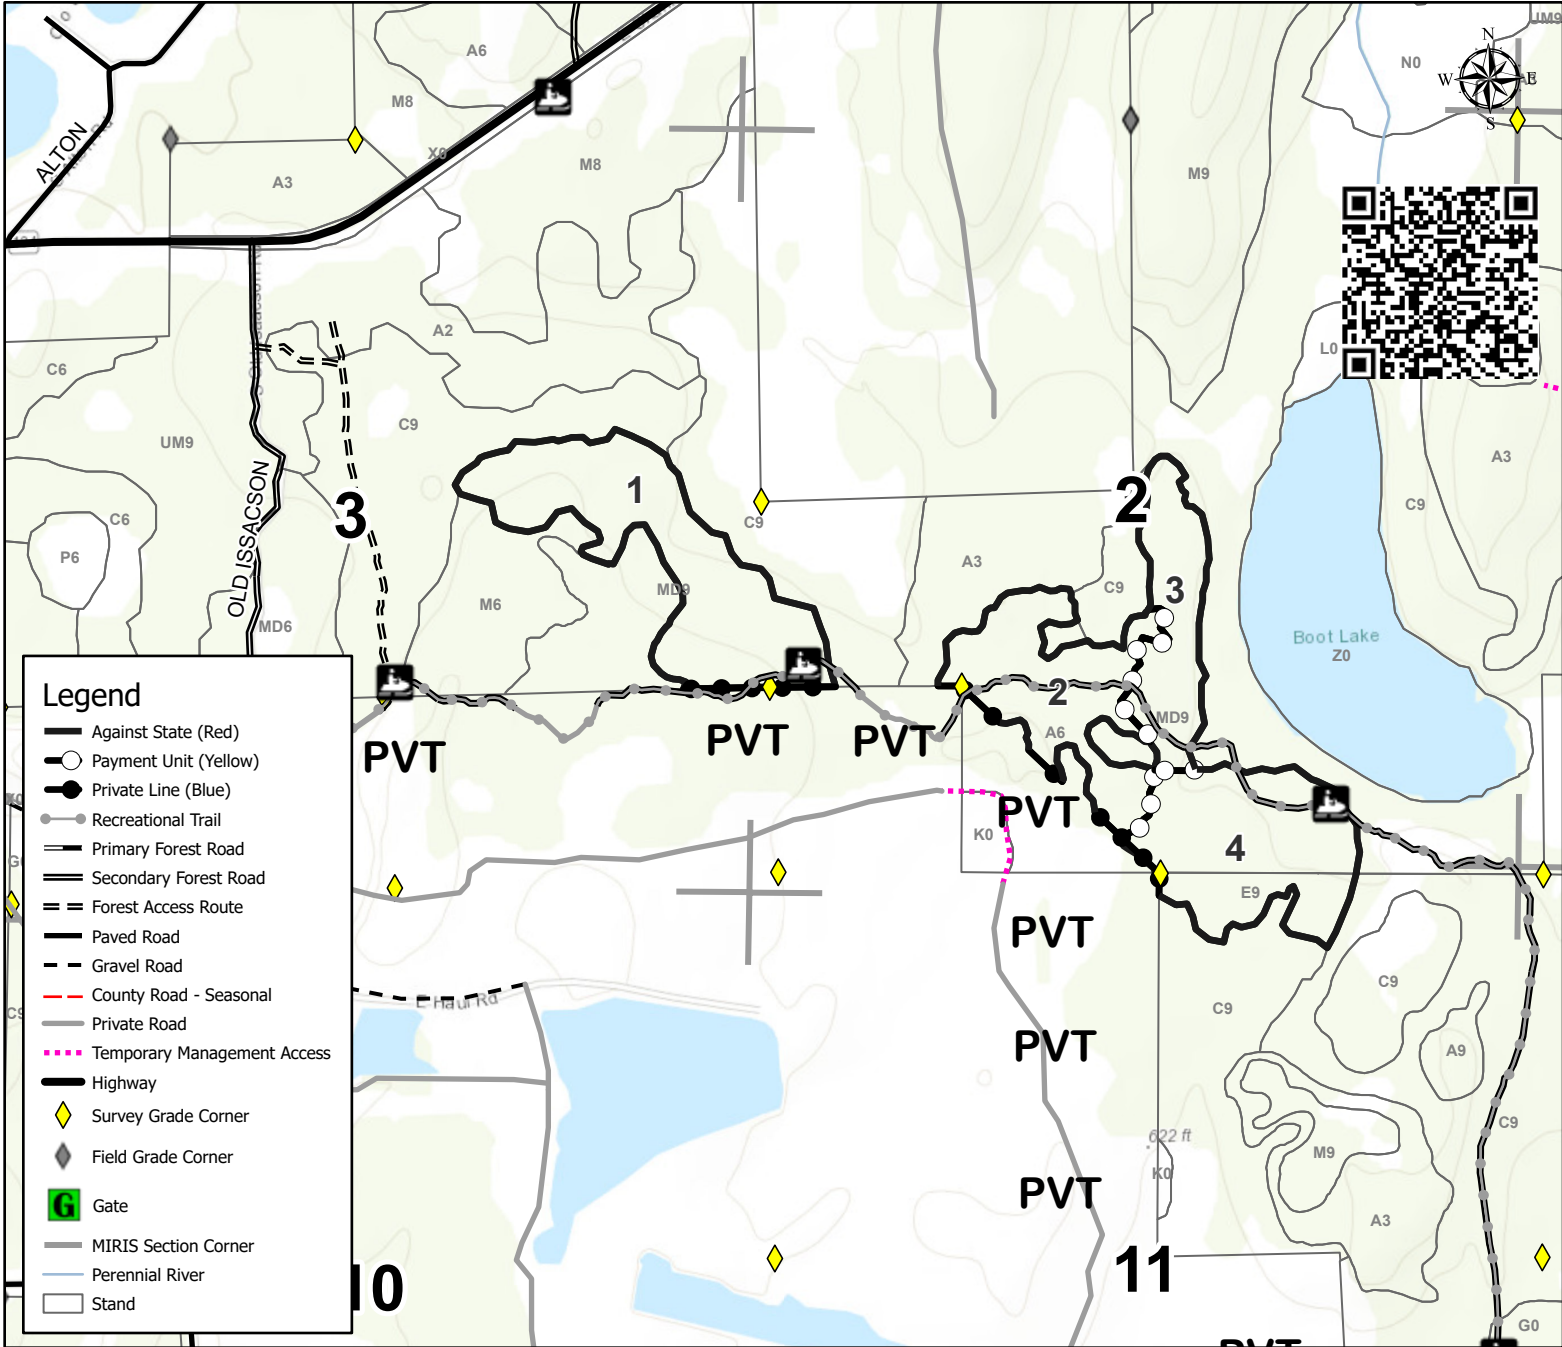 A6
N0
UM9
N
W
E
S
ALTON
M8
X0
M8
A3
M9
A2
L0
C6
UM9
C9
A3
1
3
2
C9
C9
C6
P6
OLD ISSACSON
A3
C9
3
MD9
M6
MD6
Boot Lake
Z0
2
MD9
A6
PVT
PVT
PVT
PVT
K0
4
E9
PVT
C9
C9
E Haul Rd
PVT
A9
C9
622 ft
M9
K0
PVT
A3
10
11
G0
PVT
Legend
Against State (Red)
Payment Unit (Yellow)
Private Line (Blue)
Recreational Trail
Primary Forest Road
Secondary Forest Road
Forest Access Route
Paved Road
Gravel Road
County Road - Seasonal
Private Road
Temporary Management Access
Highway
Survey Grade Corner
Field Grade Corner
G
Gate
MIRIS Section Corner
Perennial River
Stand